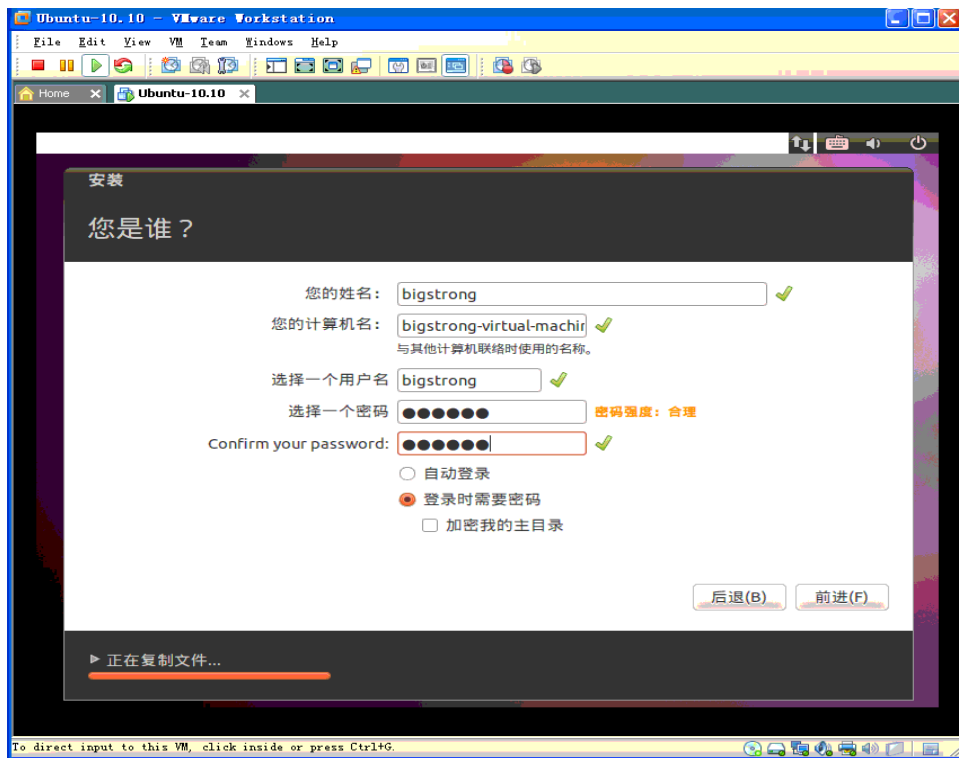 Ubuntu-10.10 - VMware Workstation
File Edit View VM Team Windows Help
Home Ubuntu-10.10
安装
您是谁？
您的姓名： bigstrong
您的计算机名： bigstrong-virtual-machin
与其他计算机联络时使用的名称。
选择一个用户名 bigstrong
选择一个密码 ●●●●●● 密码强度：合理
Confirm your password: ●●●●●●
自动登录
登录时需要密码
加密我的主目录
后退(B) 前进(F)
正在复制文件...
To direct input to this VM, click inside or press Ctrl+G.